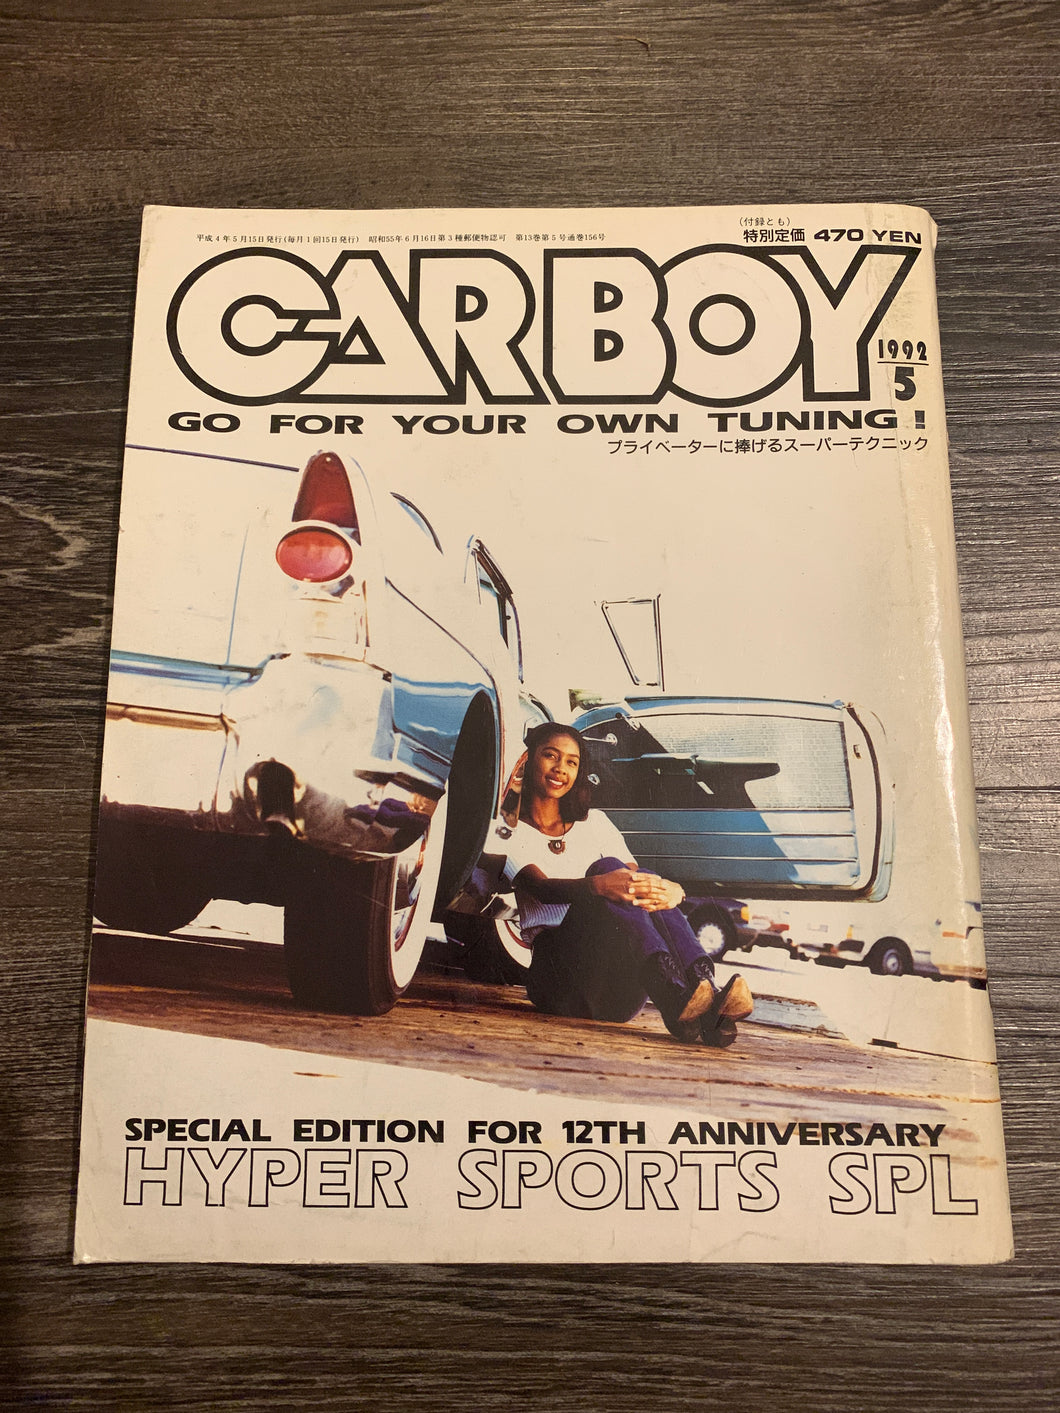 (付録とも)
平成4年5月15日発行(毎月1回15日発行) 昭和55年6月16日第3種郵便物認可 第13巻第5号通巻156号
特別定価 470 YEN
CARBOY
1992
5
GO FOR YOUR OWN TUNING!
プライベーターに捧げるスーパーテクニック
SPECIAL EDITION FOR 12TH ANNIVERSARY
HYPER SPORTS SPL